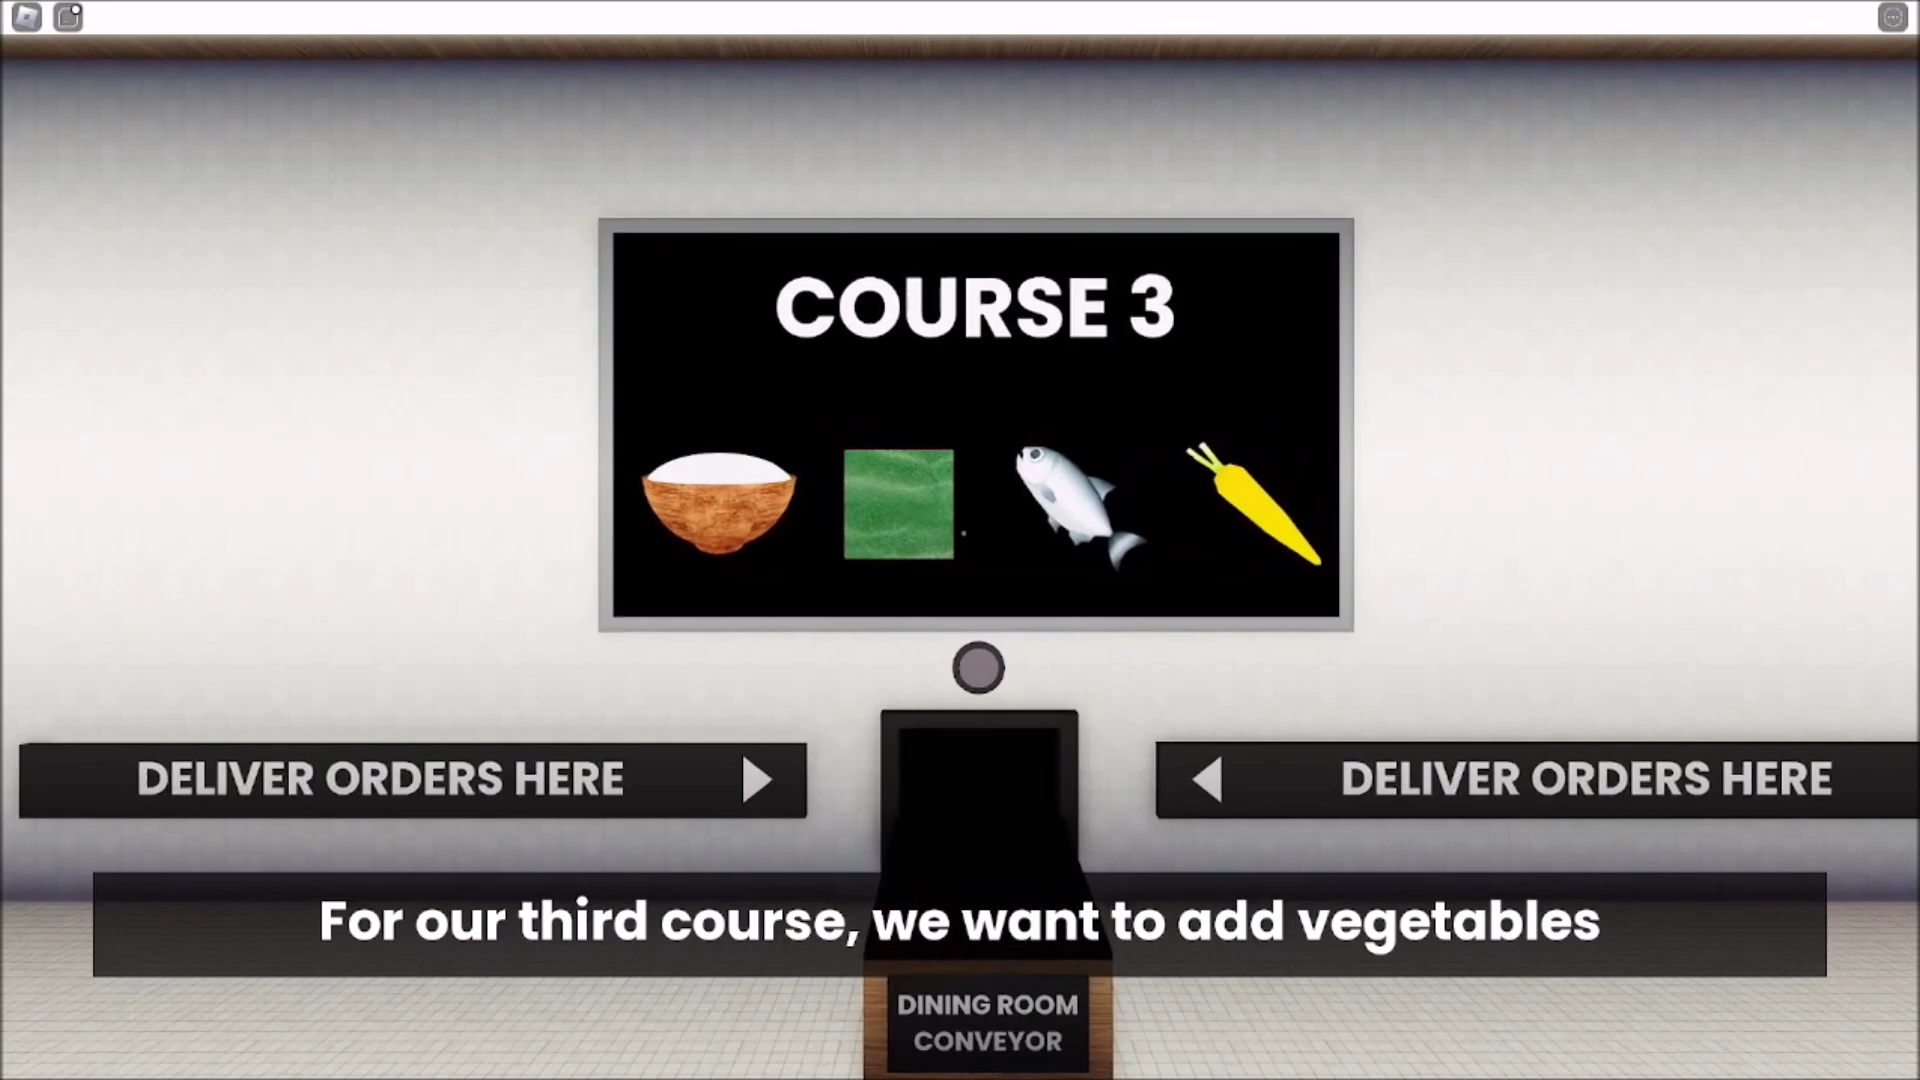 COURSE 3
DELIVER ORDERS HERE
DELIVER ORDERS HERE
For our third course, we want to add vegetables
DINING ROOM
CONVEYOR